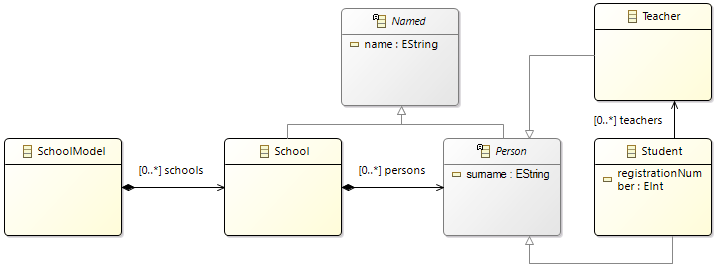 Named
name : EString
Teacher
[0..*] teachers
SchoolModel
[0..*] schools
School
[0..*] persons
Person
surname : EString
Student
registrationNum
ber : EInt